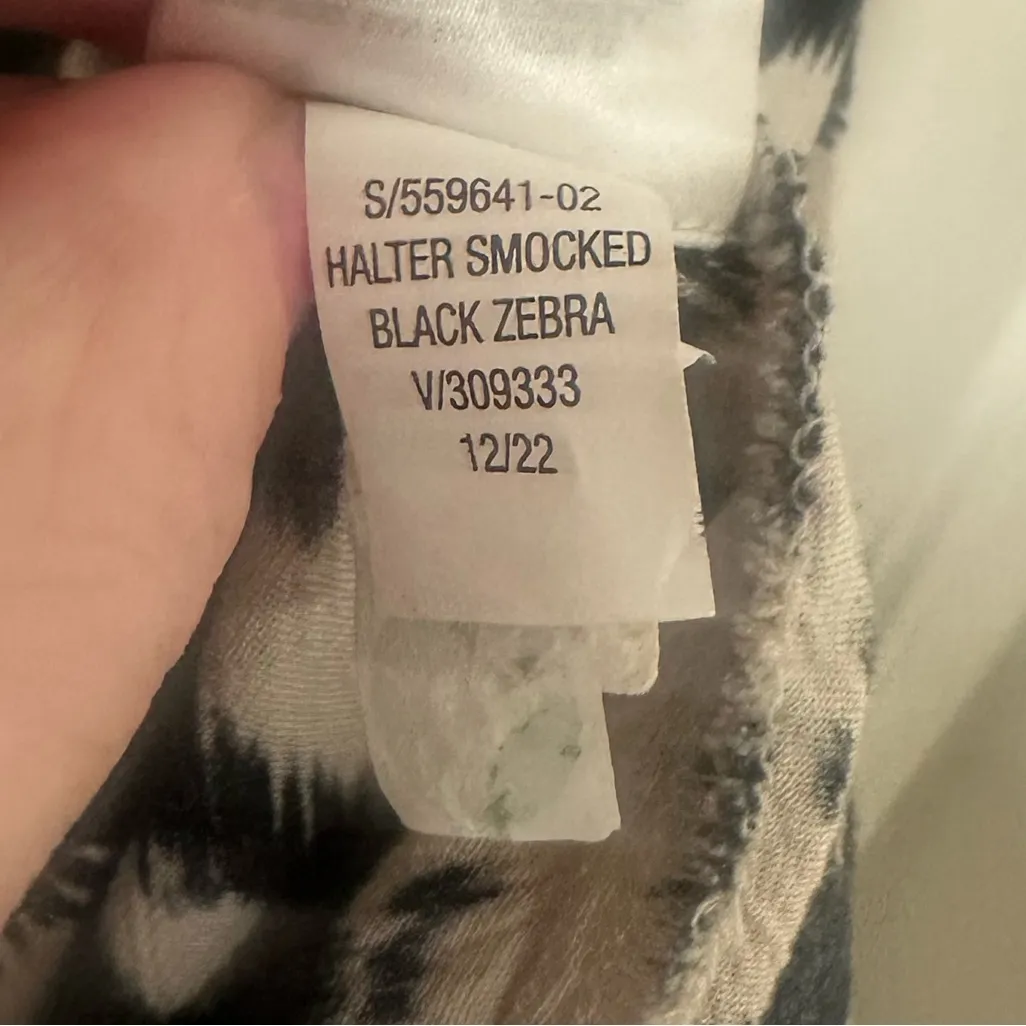 S/559641-02
HALTER SMOCKED
BLACK ZEBRA
V/309333
12/22